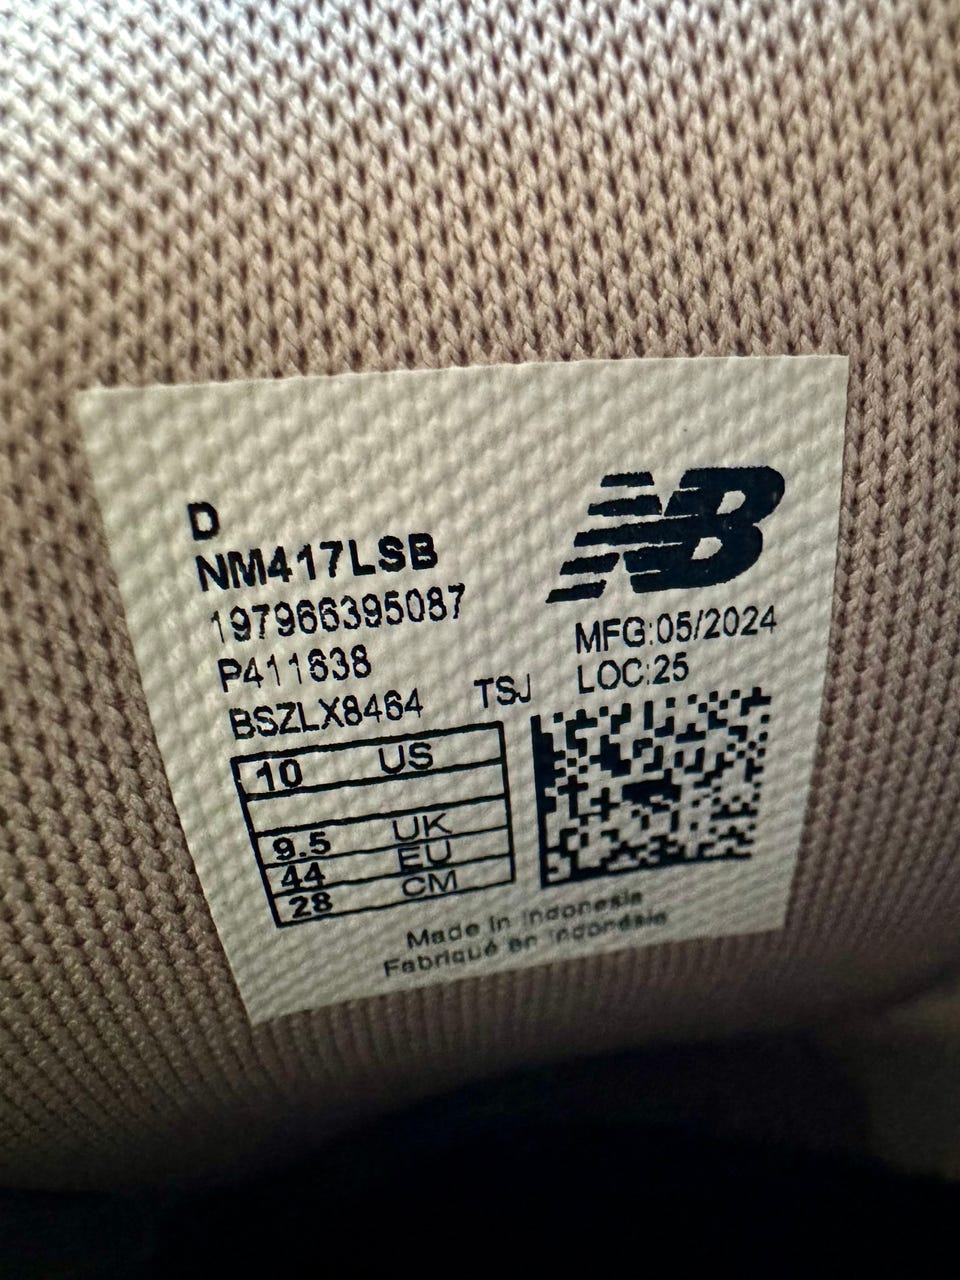 D
NM417LSB
197966395087
P411638
BSZLX8464 TSJ
NB
MFG:05/2024
LOC:25
10 US
9.5 UK
44 EU
28 CM
Made in Indonesia
Fabriqué en Indonésie